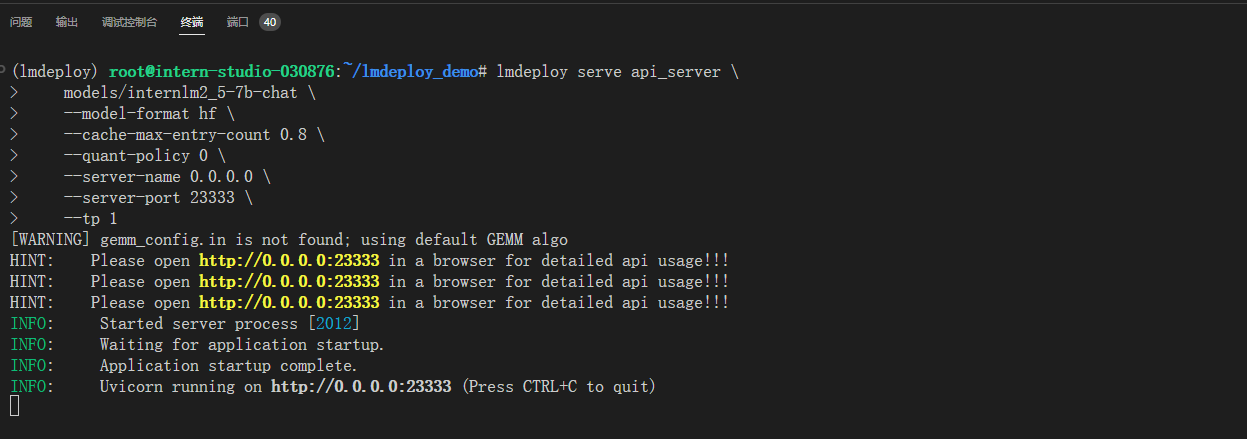 问题 输出 调试控制台 终端 端口 40
(lmdeploy) root@intern-studio-030876:~/lmdeploy_demo# lmdeploy serve api_server \
> models/internlm2_5-7b-chat \
> --model-format hf \
> --cache-max-entry-count 0.8 \
> --quant-policy 0 \
> --server-name 0.0.0.0 \
> --server-port 23333 \
> --tp 1
[WARNING] gemm_config.in is not found; using default GEMM algo
HINT: Please open http://0.0.0.0:23333 in a browser for detailed api usage!!!
HINT: Please open http://0.0.0.0:23333 in a browser for detailed api usage!!!
HINT: Please open http://0.0.0.0:23333 in a browser for detailed api usage!!!
INFO: Started server process [2012]
INFO: Waiting for application startup.
INFO: Application startup complete.
INFO: Uvicorn running on http://0.0.0.0:23333 (Press CTRL+C to quit)